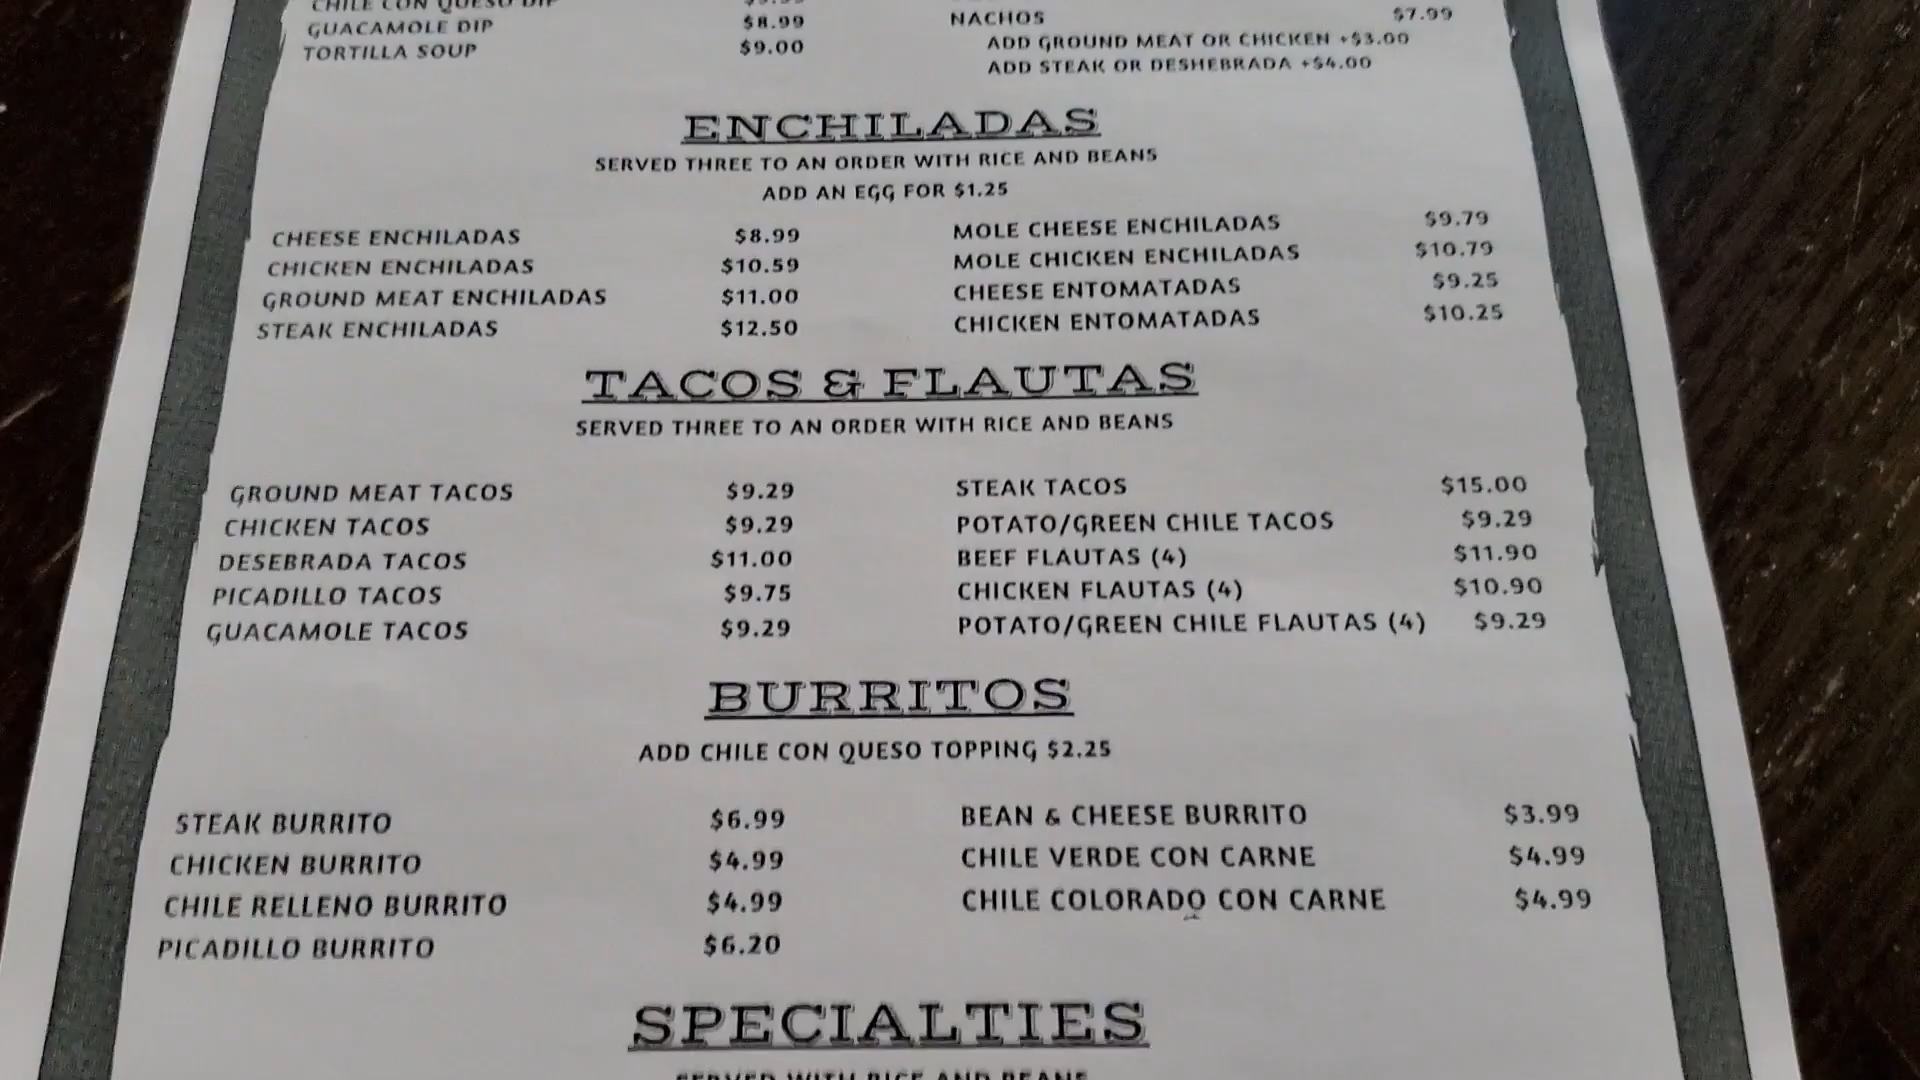 CHILE CON QUESO DIP
GUACAMOLE DIP $8.99
TORTILLA SOUP $9.00
NACHOS $7.99
ADD GROUND MEAT OR CHICKEN +$3.00
ADD STEAK OR DESHEBRADA +$4.00
ENCHILADAS
SERVED THREE TO AN ORDER WITH RICE AND BEANS
ADD AN EGG FOR $1.25
CHEESE ENCHILADAS $8.99
CHICKEN ENCHILADAS $10.59
GROUND MEAT ENCHILADAS $11.00
STEAK ENCHILADAS $12.50
MOLE CHEESE ENCHILADAS $9.79
MOLE CHICKEN ENCHILADAS $10.79
CHEESE ENTOMATADAS $9.25
CHICKEN ENTOMATADAS $10.25
TACOS & FLAUTAS
SERVED THREE TO AN ORDER WITH RICE AND BEANS
GROUND MEAT TACOS $9.29
CHICKEN TACOS $9.29
DESEBRADA TACOS $11.00
PICADILLO TACOS $9.75
GUACAMOLE TACOS $9.29
STEAK TACOS $15.00
POTATO/GREEN CHILE TACOS $9.29
BEEF FLAUTAS (4) $11.90
CHICKEN FLAUTAS (4) $10.90
POTATO/GREEN CHILE FLAUTAS (4) $9.29
BURRITOS
ADD CHILE CON QUESO TOPPING $2.25
STEAK BURRITO $6.99
CHICKEN BURRITO $4.99
CHILE RELLENO BURRITO $4.99
PICADILLO BURRITO $6.20
BEAN & CHEESE BURRITO $3.99
CHILE VERDE CON CARNE $4.99
CHILE COLORADO CON CARNE $4.99
SPECIALTIES
SERVED WITH RICE AND BEANS